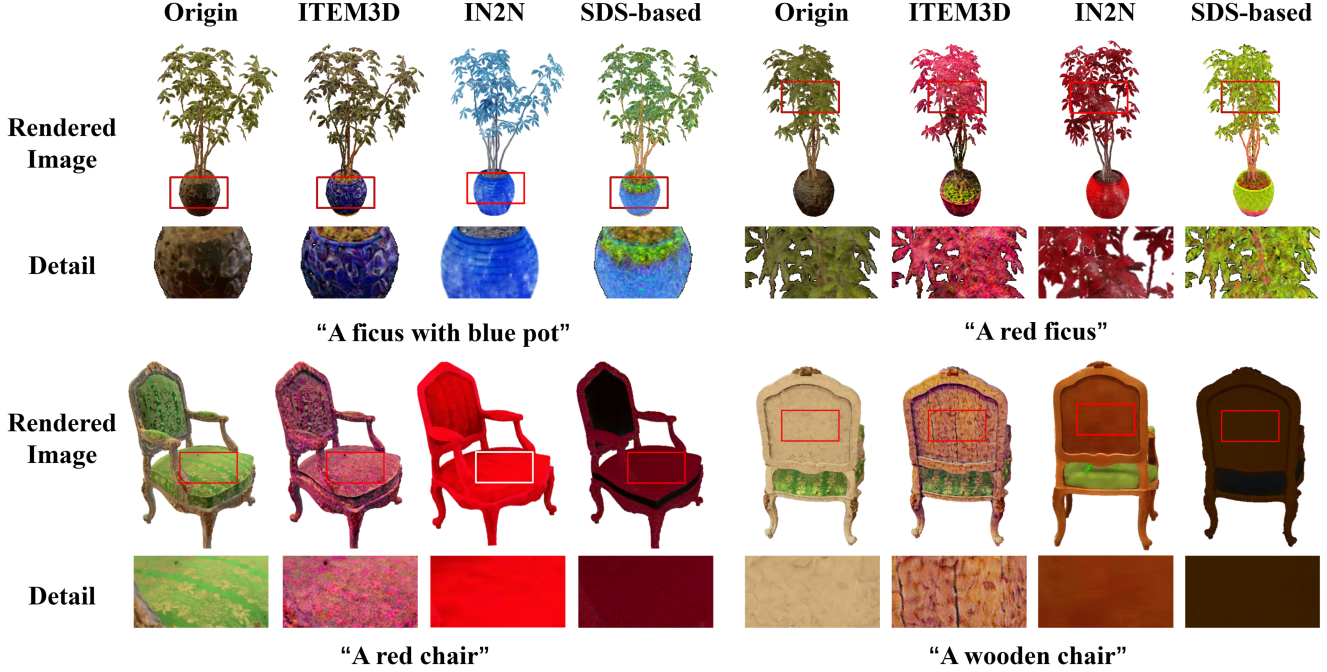 Origin ITEM3D IN2N SDS-based Origin ITEM3D IN2N SDS-based
Rendered
Image
Detail
“A ficus with blue pot” “A red ficus”
Rendered
Image
Detail
“A red chair” “A wooden chair”